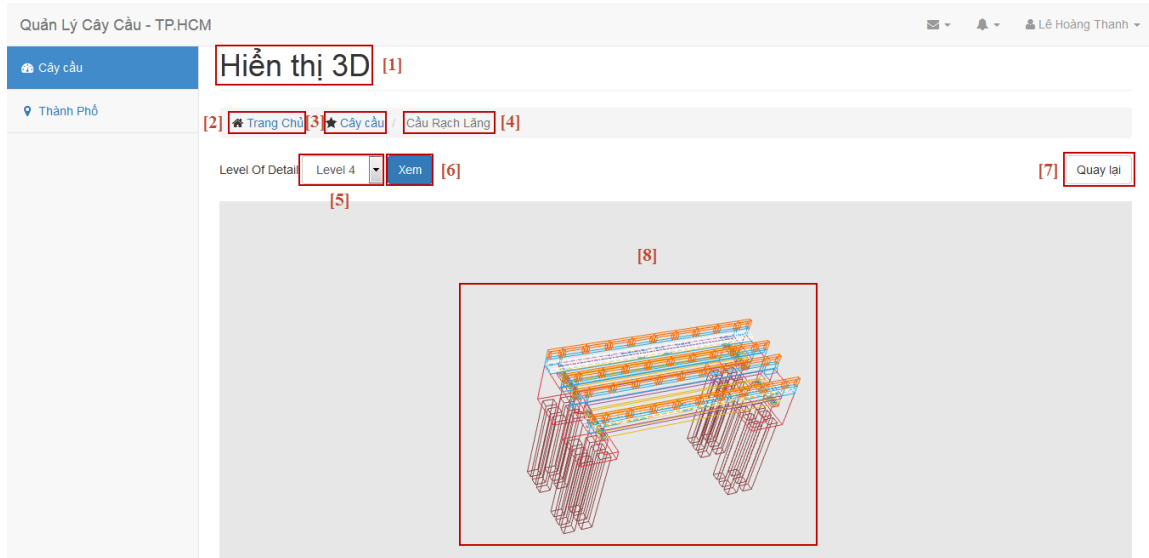 Quản Lý Cây Cầu - TP.HCM
Lê Hoàng Thanh
Cây cầu
Thành Phố
Hiển thị 3D [1]
[2] Trang Chủ [3] Cây cầu / Cầu Rạch Lăng [4]
Level Of Detail Level 4 Xem [6] [7] Quay lại
[5]
[8]